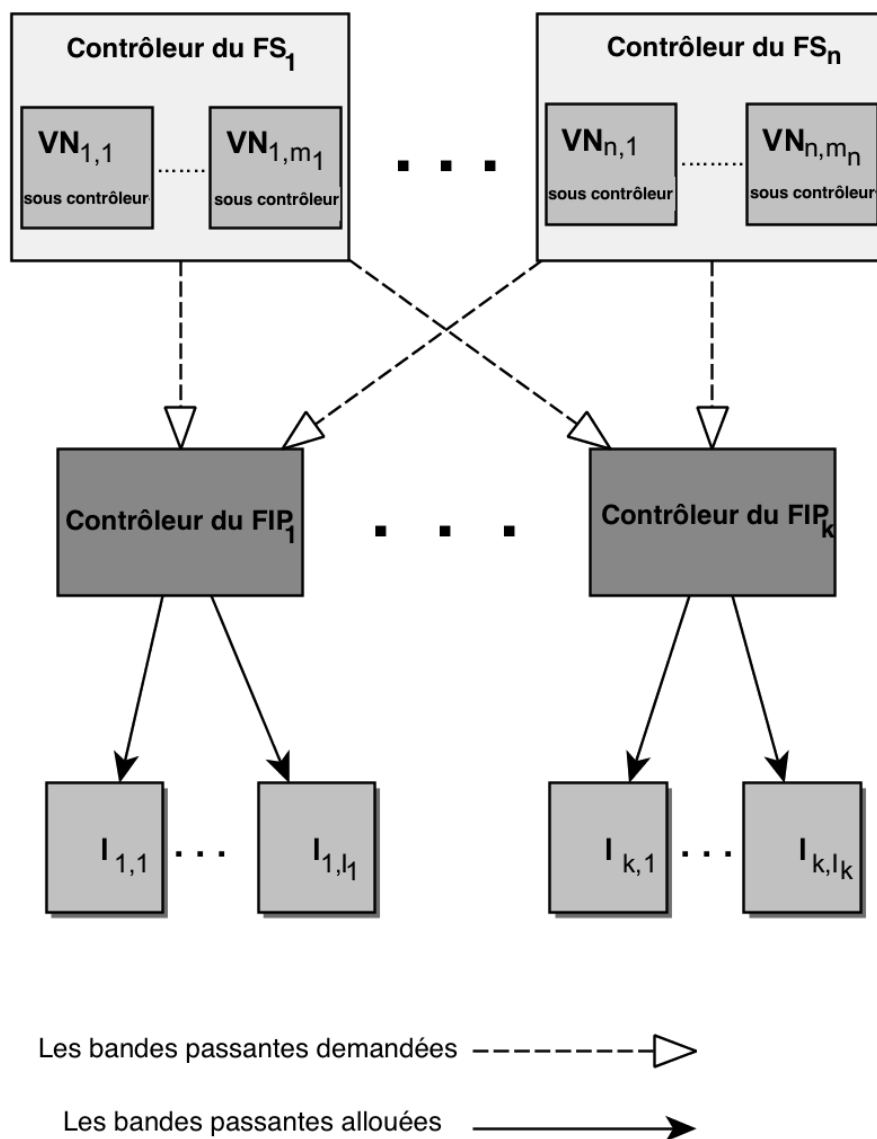 Contrôleur du FS1
VN1,1
sous contrôleur
VN1,m1
sous contrôleur
Contrôleur du FSn
VNn,1
sous contrôleur
VNn,mn
sous contrôleur
Contrôleur du FIP1
Contrôleur du FIPk
I1,1
I1,l1
Ik,1
Ik,lk
Les bandes passantes demandées
Les bandes passantes allouées